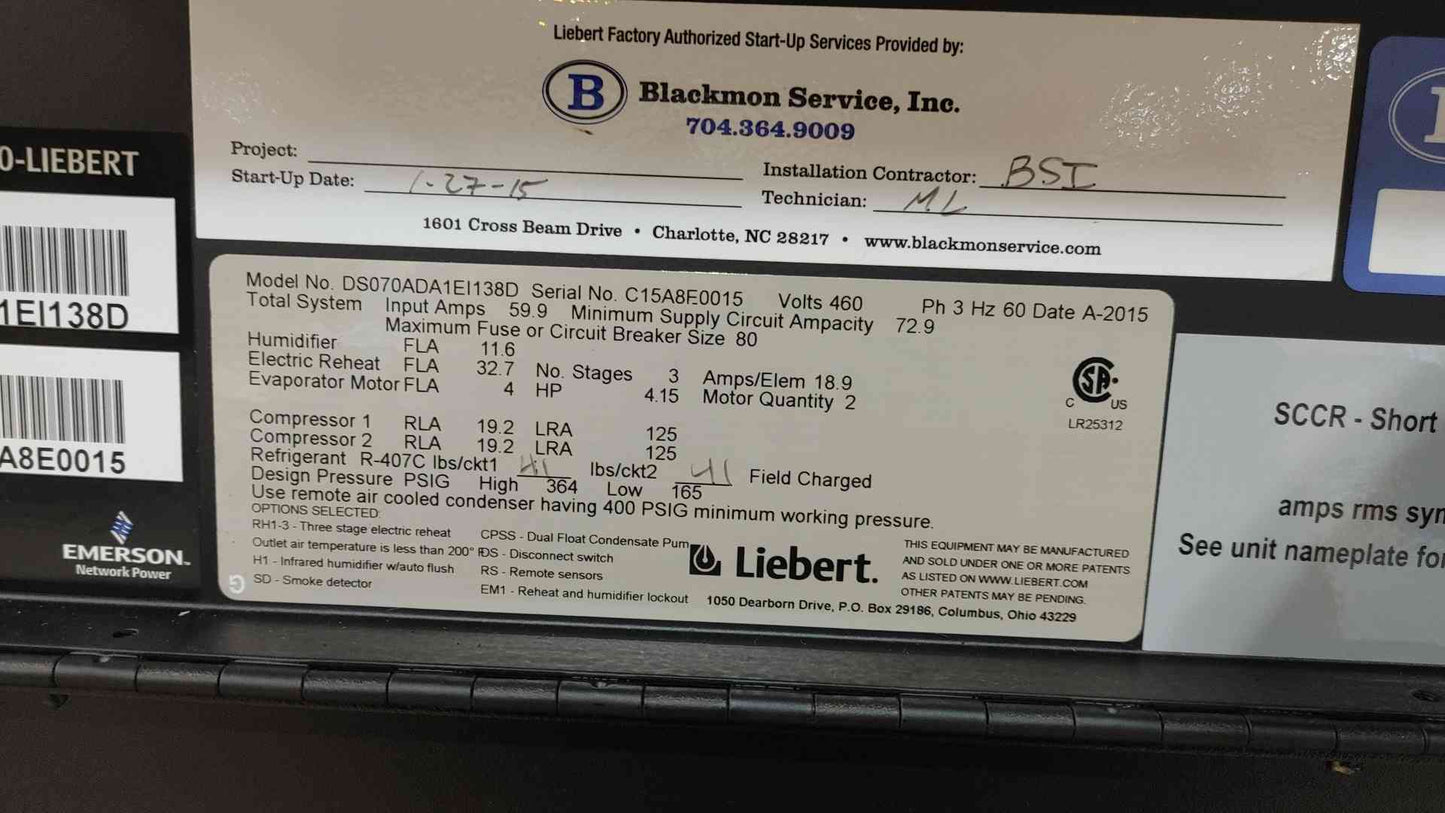 Liebert Factory Authorized Start-Up Services Provided by:
B Blackmon Service, Inc.
704.364.9009
Project:
Installation Contractor: BSI
Start-Up Date: 1-27-15
Technician: ML
1601 Cross Beam Drive • Charlotte, NC 28217 • www.blackmonservice.com
0-LIEBERT
1EI138D
A8E0015
EMERSON™
Network Power
Model No. DS070ADA1EI138D Serial No. C15A8E0015 Volts 460 Ph 3 Hz 60 Date A-2015
Total System Input Amps 59.9 Minimum Supply Circuit Ampacity 72.9
Maximum Fuse or Circuit Breaker Size 80
Humidifier FLA 11.6
Electric Reheat FLA 32.7 No. Stages 3 Amps/Elem 18.9
Evaporator Motor FLA 4 HP 4.15 Motor Quantity 2
Compressor 1 RLA 19.2 LRA 125
Compressor 2 RLA 19.2 LRA 125
Refrigerant R-407C lbs/ckt1 41 lbs/ckt2 41 Field Charged
Design Pressure PSIG High 364 Low 165
Use remote air cooled condenser having 400 PSIG minimum working pressure.
OPTIONS SELECTED:
RH1-3 - Three stage electric reheat
Outlet air temperature is less than 200° F
H1 - Infrared humidifier w/auto flush
SD - Smoke detector
CPSS - Dual Float Condensate Pum
DS - Disconnect switch
RS - Remote sensors
EM1 - Reheat and humidifier lockout
Liebert.
1050 Dearborn Drive, P.O. Box 29186, Columbus, Ohio 43229
THIS EQUIPMENT MAY BE MANUFACTURED
AND SOLD UNDER ONE OR MORE PATENTS
AS LISTED ON WWW.LIEBERT.COM
OTHER PATENTS MAY BE PENDING.
SA
C US
LR25312
G
SCCR - Short
amps rms sym
See unit nameplate fo